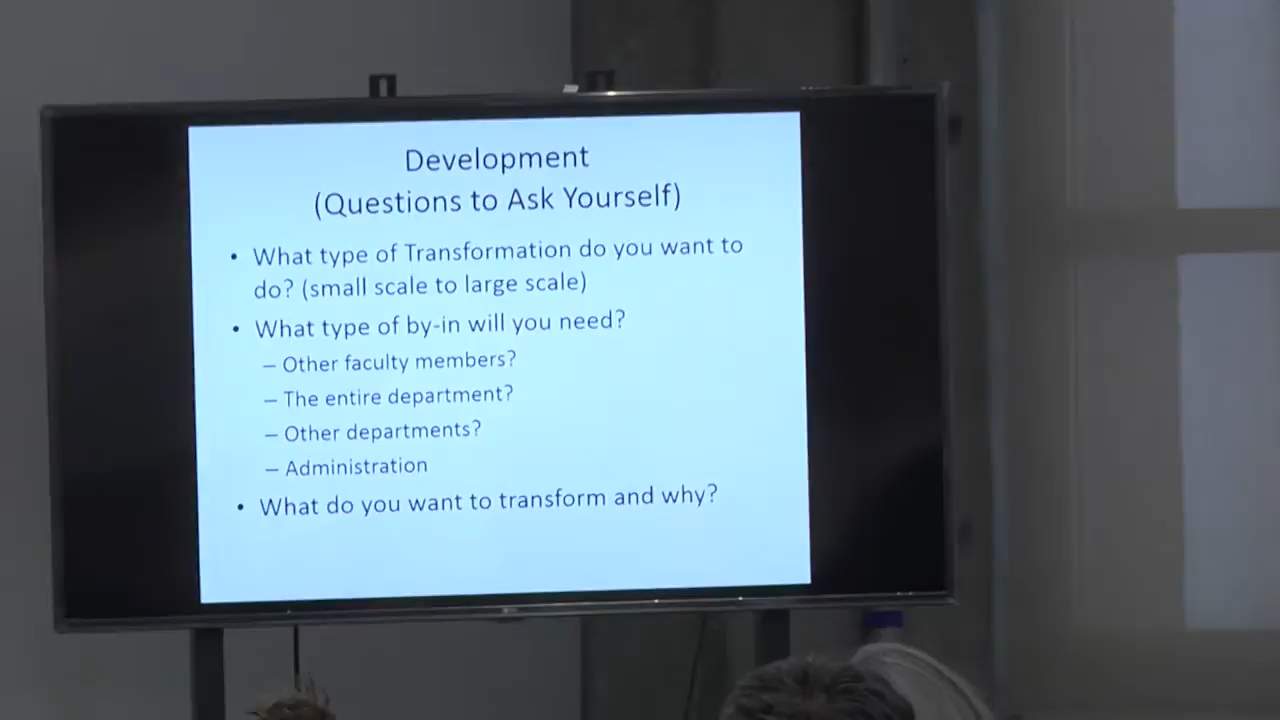 Development
(Questions to Ask Yourself)
• What type of Transformation do you want to
do? (small scale to large scale)
• What type of by-in will you need?
– Other faculty members?
– The entire department?
– Other departments?
– Administration
• What do you want to transform and why?